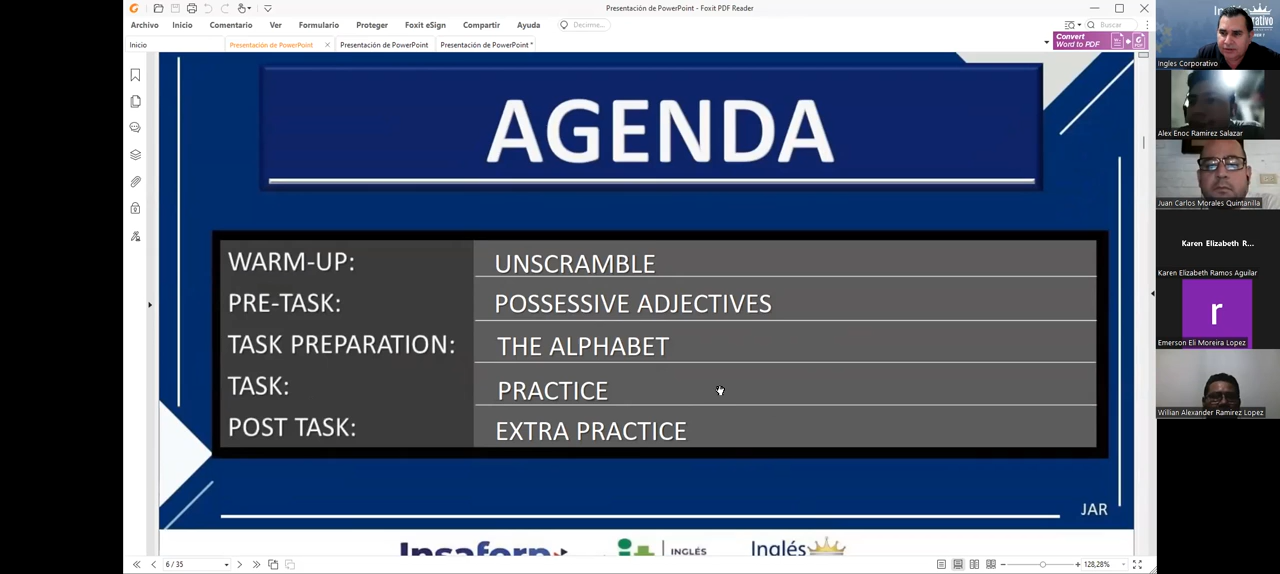 Presentación de PowerPoint - Foxit PDF Reader
Archivo Inicio Comentario Ver Formulario Proteger Foxit eSign Compartir Ayuda Decirme... Buscar
Inicio Presentación de PowerPoint Presentación de PowerPoint Presentación de PowerPoint *
Convert
Word to PDF
AGENDA
WARM-UP: UNSCRAMBLE
PRE-TASK: POSSESSIVE ADJECTIVES
TASK PREPARATION: THE ALPHABET
TASK: PRACTICE
POST TASK: EXTRA PRACTICE
JAR
Insaforp it INGLÉS Inglés
6 / 35
128,28%
Ingles Corporativo
Alex Enoc Ramirez Salazar
Juan Carlos Morales Quintanilla
Karen Elizabeth R...
Karen Elizabeth Ramos Aguilar
r
Emerson Eli Moreira Lopez
Willian Alexander Ramirez Lopez